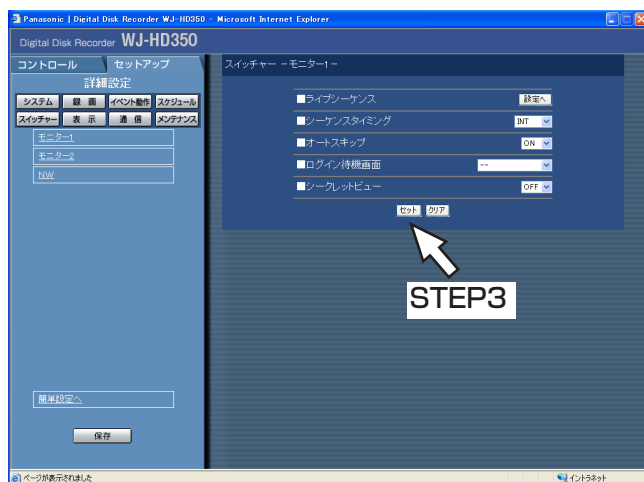 Panasonic | Digital Disk Recorder WJ-HD350 - Microsoft Internet Explorer
Digital Disk Recorder WJ-HD350
コントロール セットアップ
詳細設定
システム 録 画 イベント動作 スケジュール
スイッチャー 表 示 通 信 メンテナンス
モニター1
モニター2
NW
簡単設定へ
保存
スイッチャー －モニター1－
■ライブシーケンス 設定へ
■シーケンスタイミング INT
■オートスキップ ON
■ログイン待機画面 --
■シークレットビュー OFF
セット クリア
STEP3
ページが表示されました イントラネット